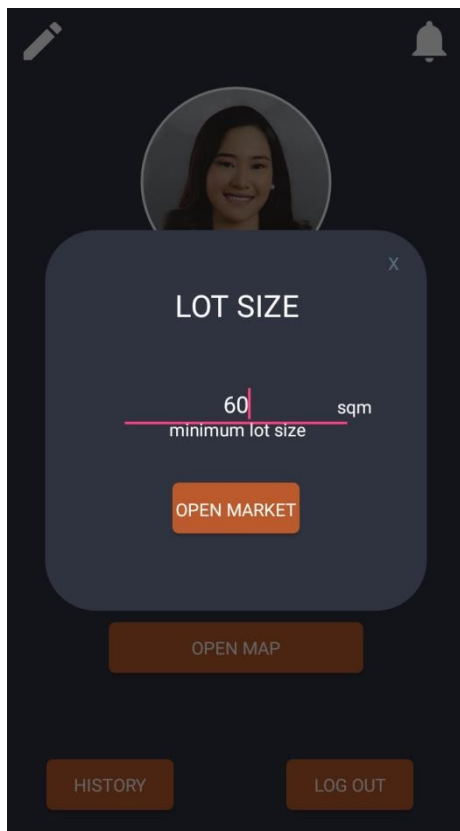 X
LOT SIZE
60 sqm
minimum lot size
OPEN MARKET
OPEN MAP
HISTORY LOG OUT